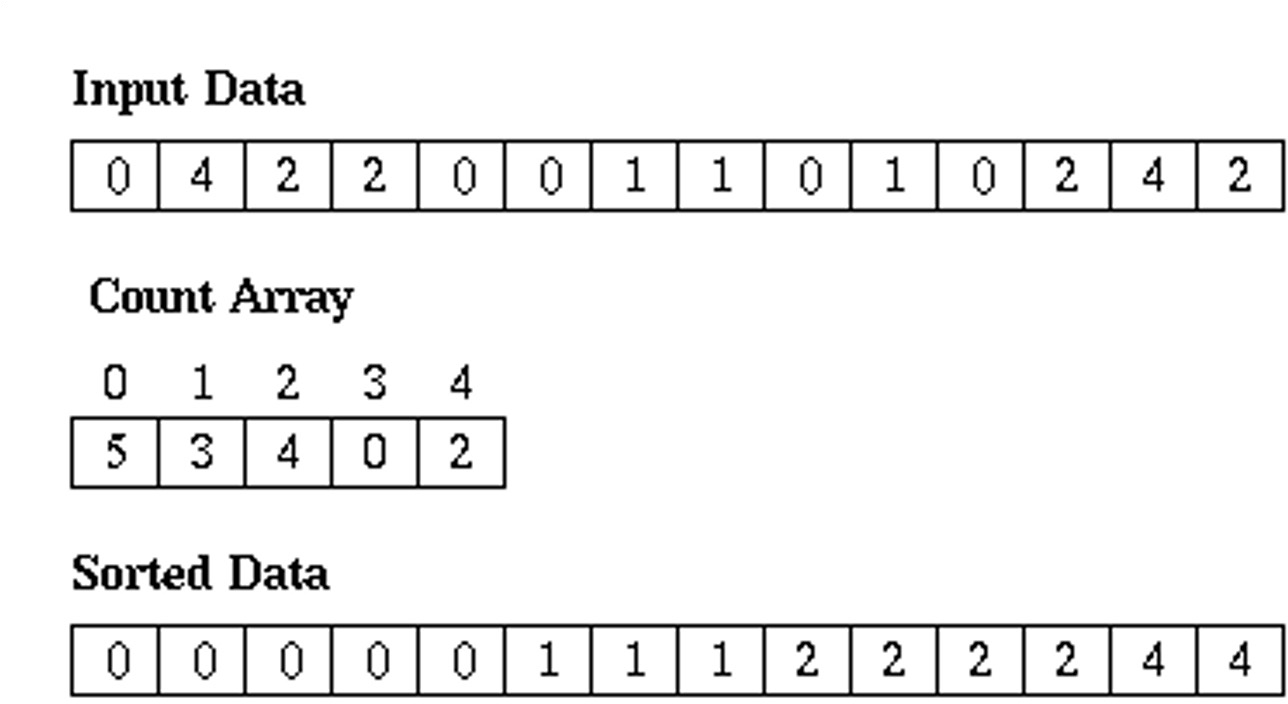 Input Data
0 4 2 2 0 0 1 1 0 1 0 2 4 2
Count Array
0 1 2 3 4
5 3 4 0 2
Sorted Data
0 0 0 0 0 1 1 1 2 2 2 2 4 4